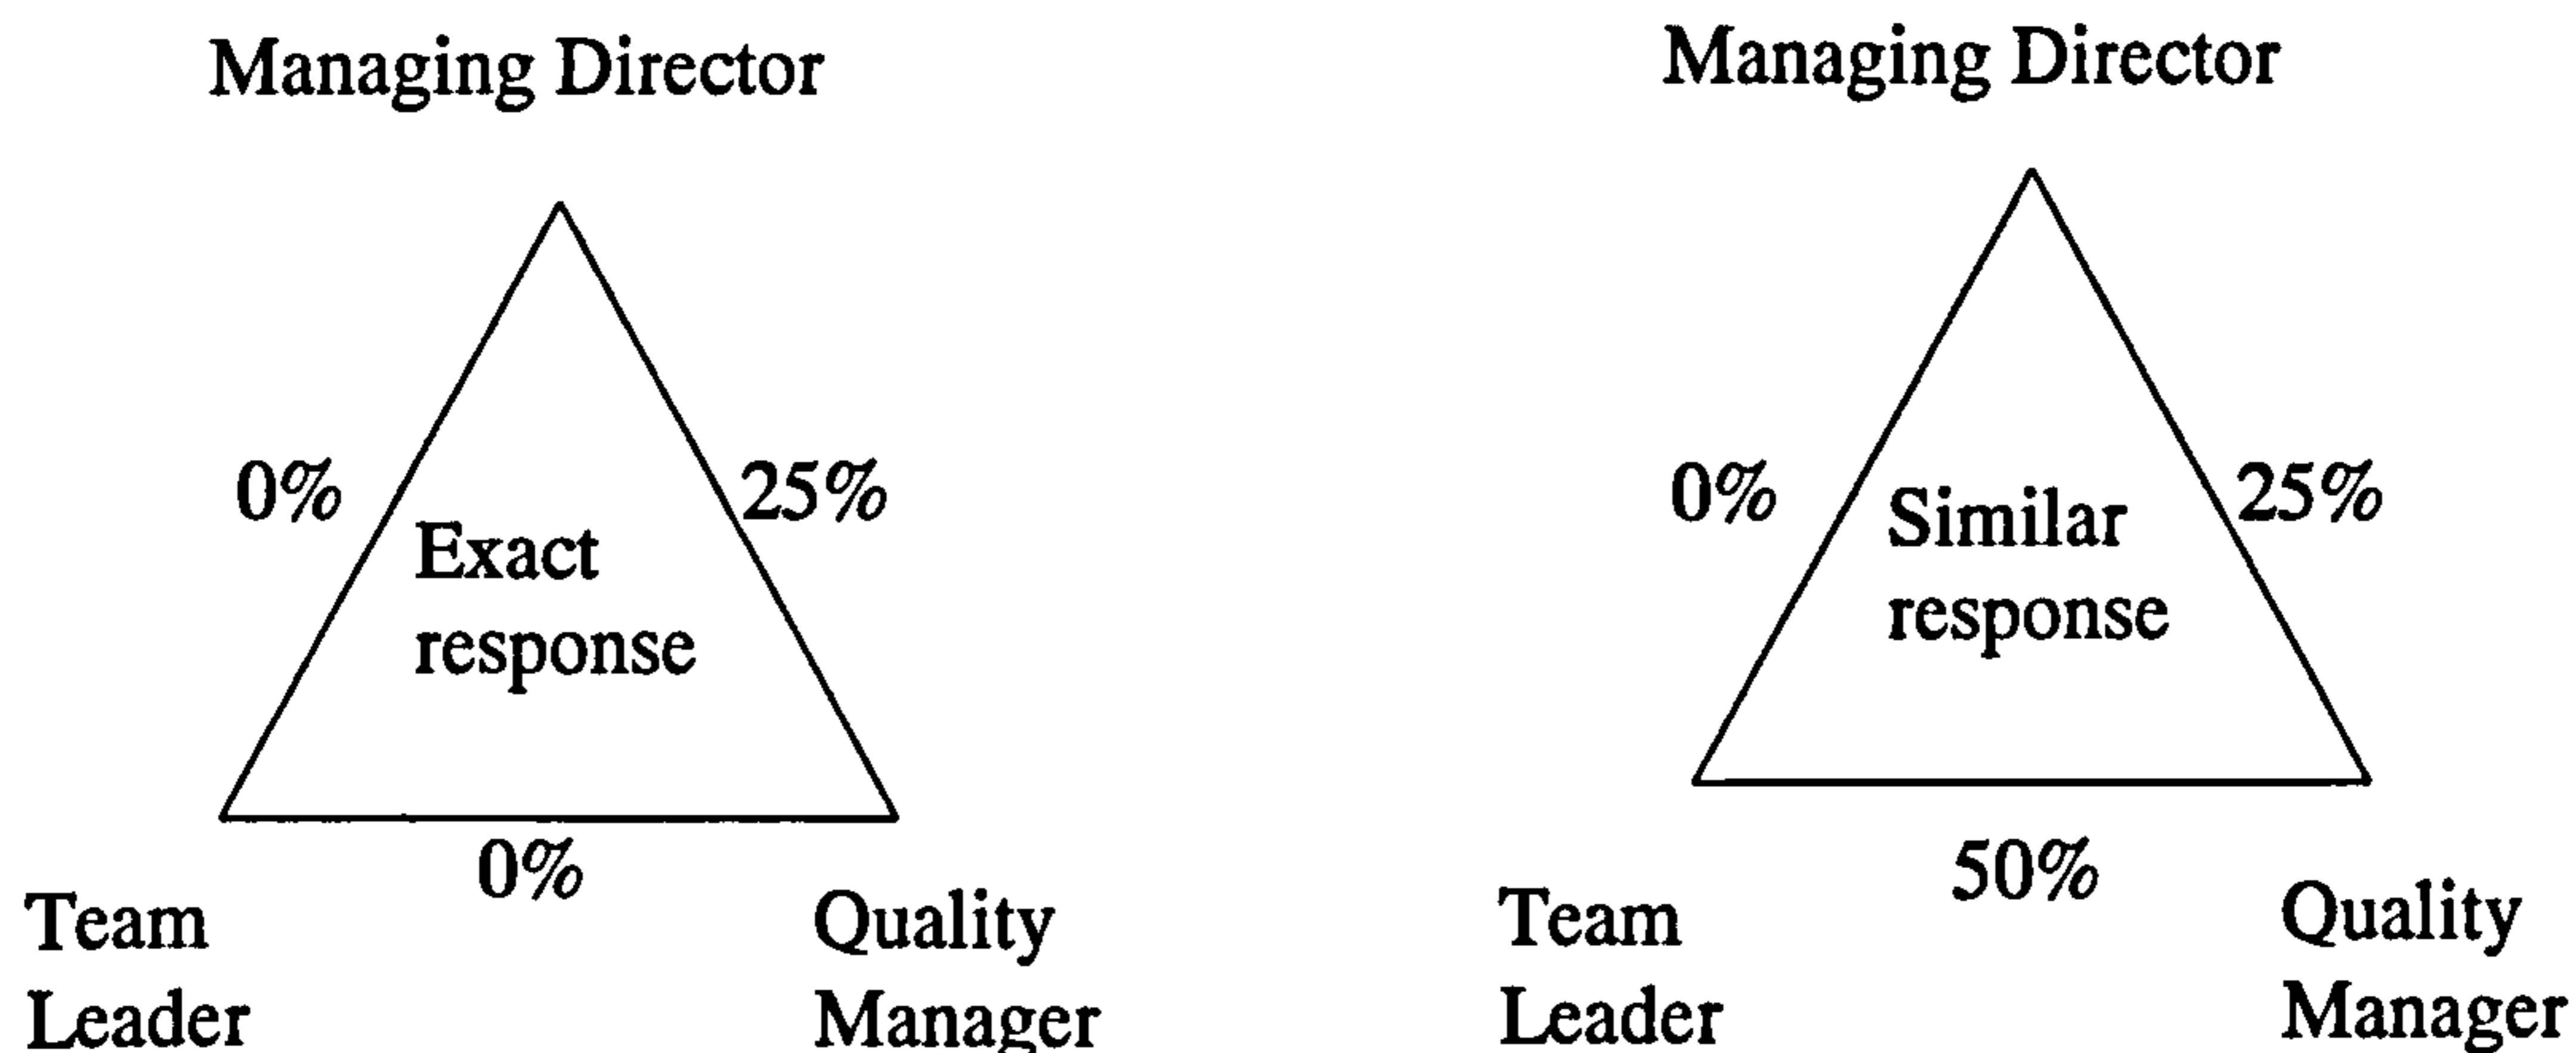 Managing Director
0%
25%
Exact
response
0%
Team
Leader
Quality
Manager
Managing Director
0%
25%
Similar
response
50%
Team
Leader
Quality
Manager